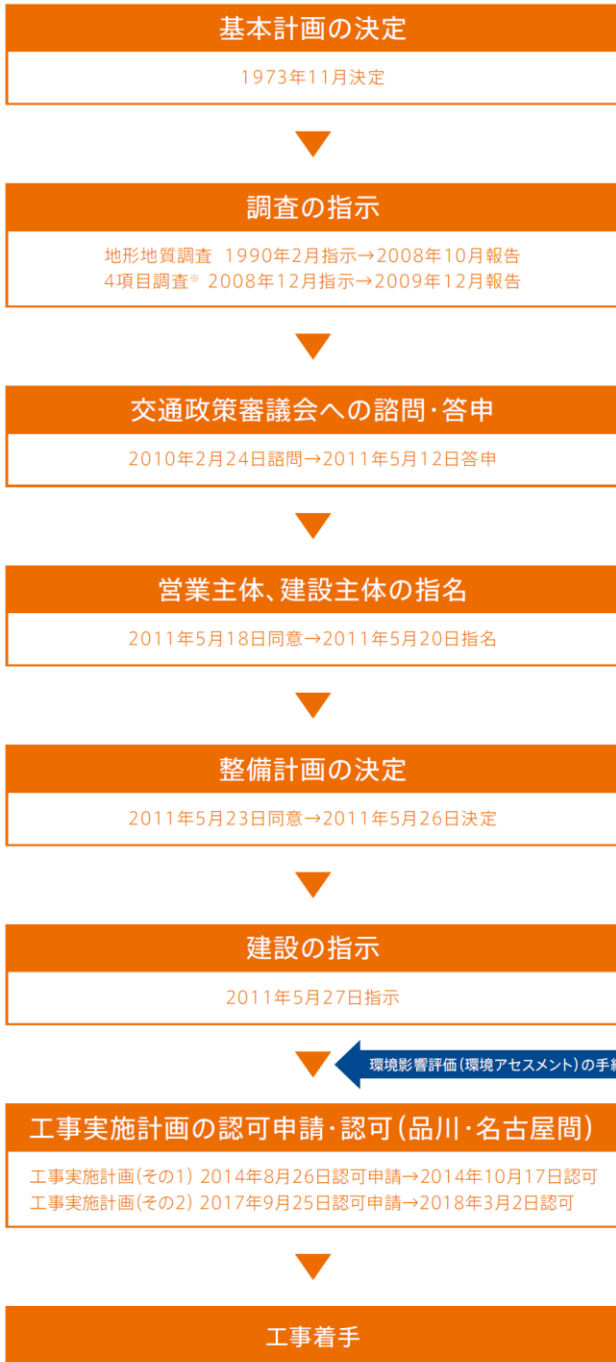 基本計画の決定
1973年11月決定
調査の指示
地形地質調査 1990年2月指示→2008年10月報告
4項目調査※ 2008年12月指示→2009年12月報告
交通政策審議会への諮問・答申
2010年2月24日諮問→2011年5月12日答申
営業主体、建設主体の指名
2011年5月18日同意→2011年5月20日指名
整備計画の決定
2011年5月23日同意→2011年5月26日決定
建設の指示
2011年5月27日指示
環境影響評価(環境アセスメント)の手
工事実施計画の認可申請・認可(品川・名古屋間)
工事実施計画(その1) 2014年8月26日認可申請→2014年10月17日認可
工事実施計画(その2) 2017年9月25日認可申請→2018年3月2日認可
工事着手